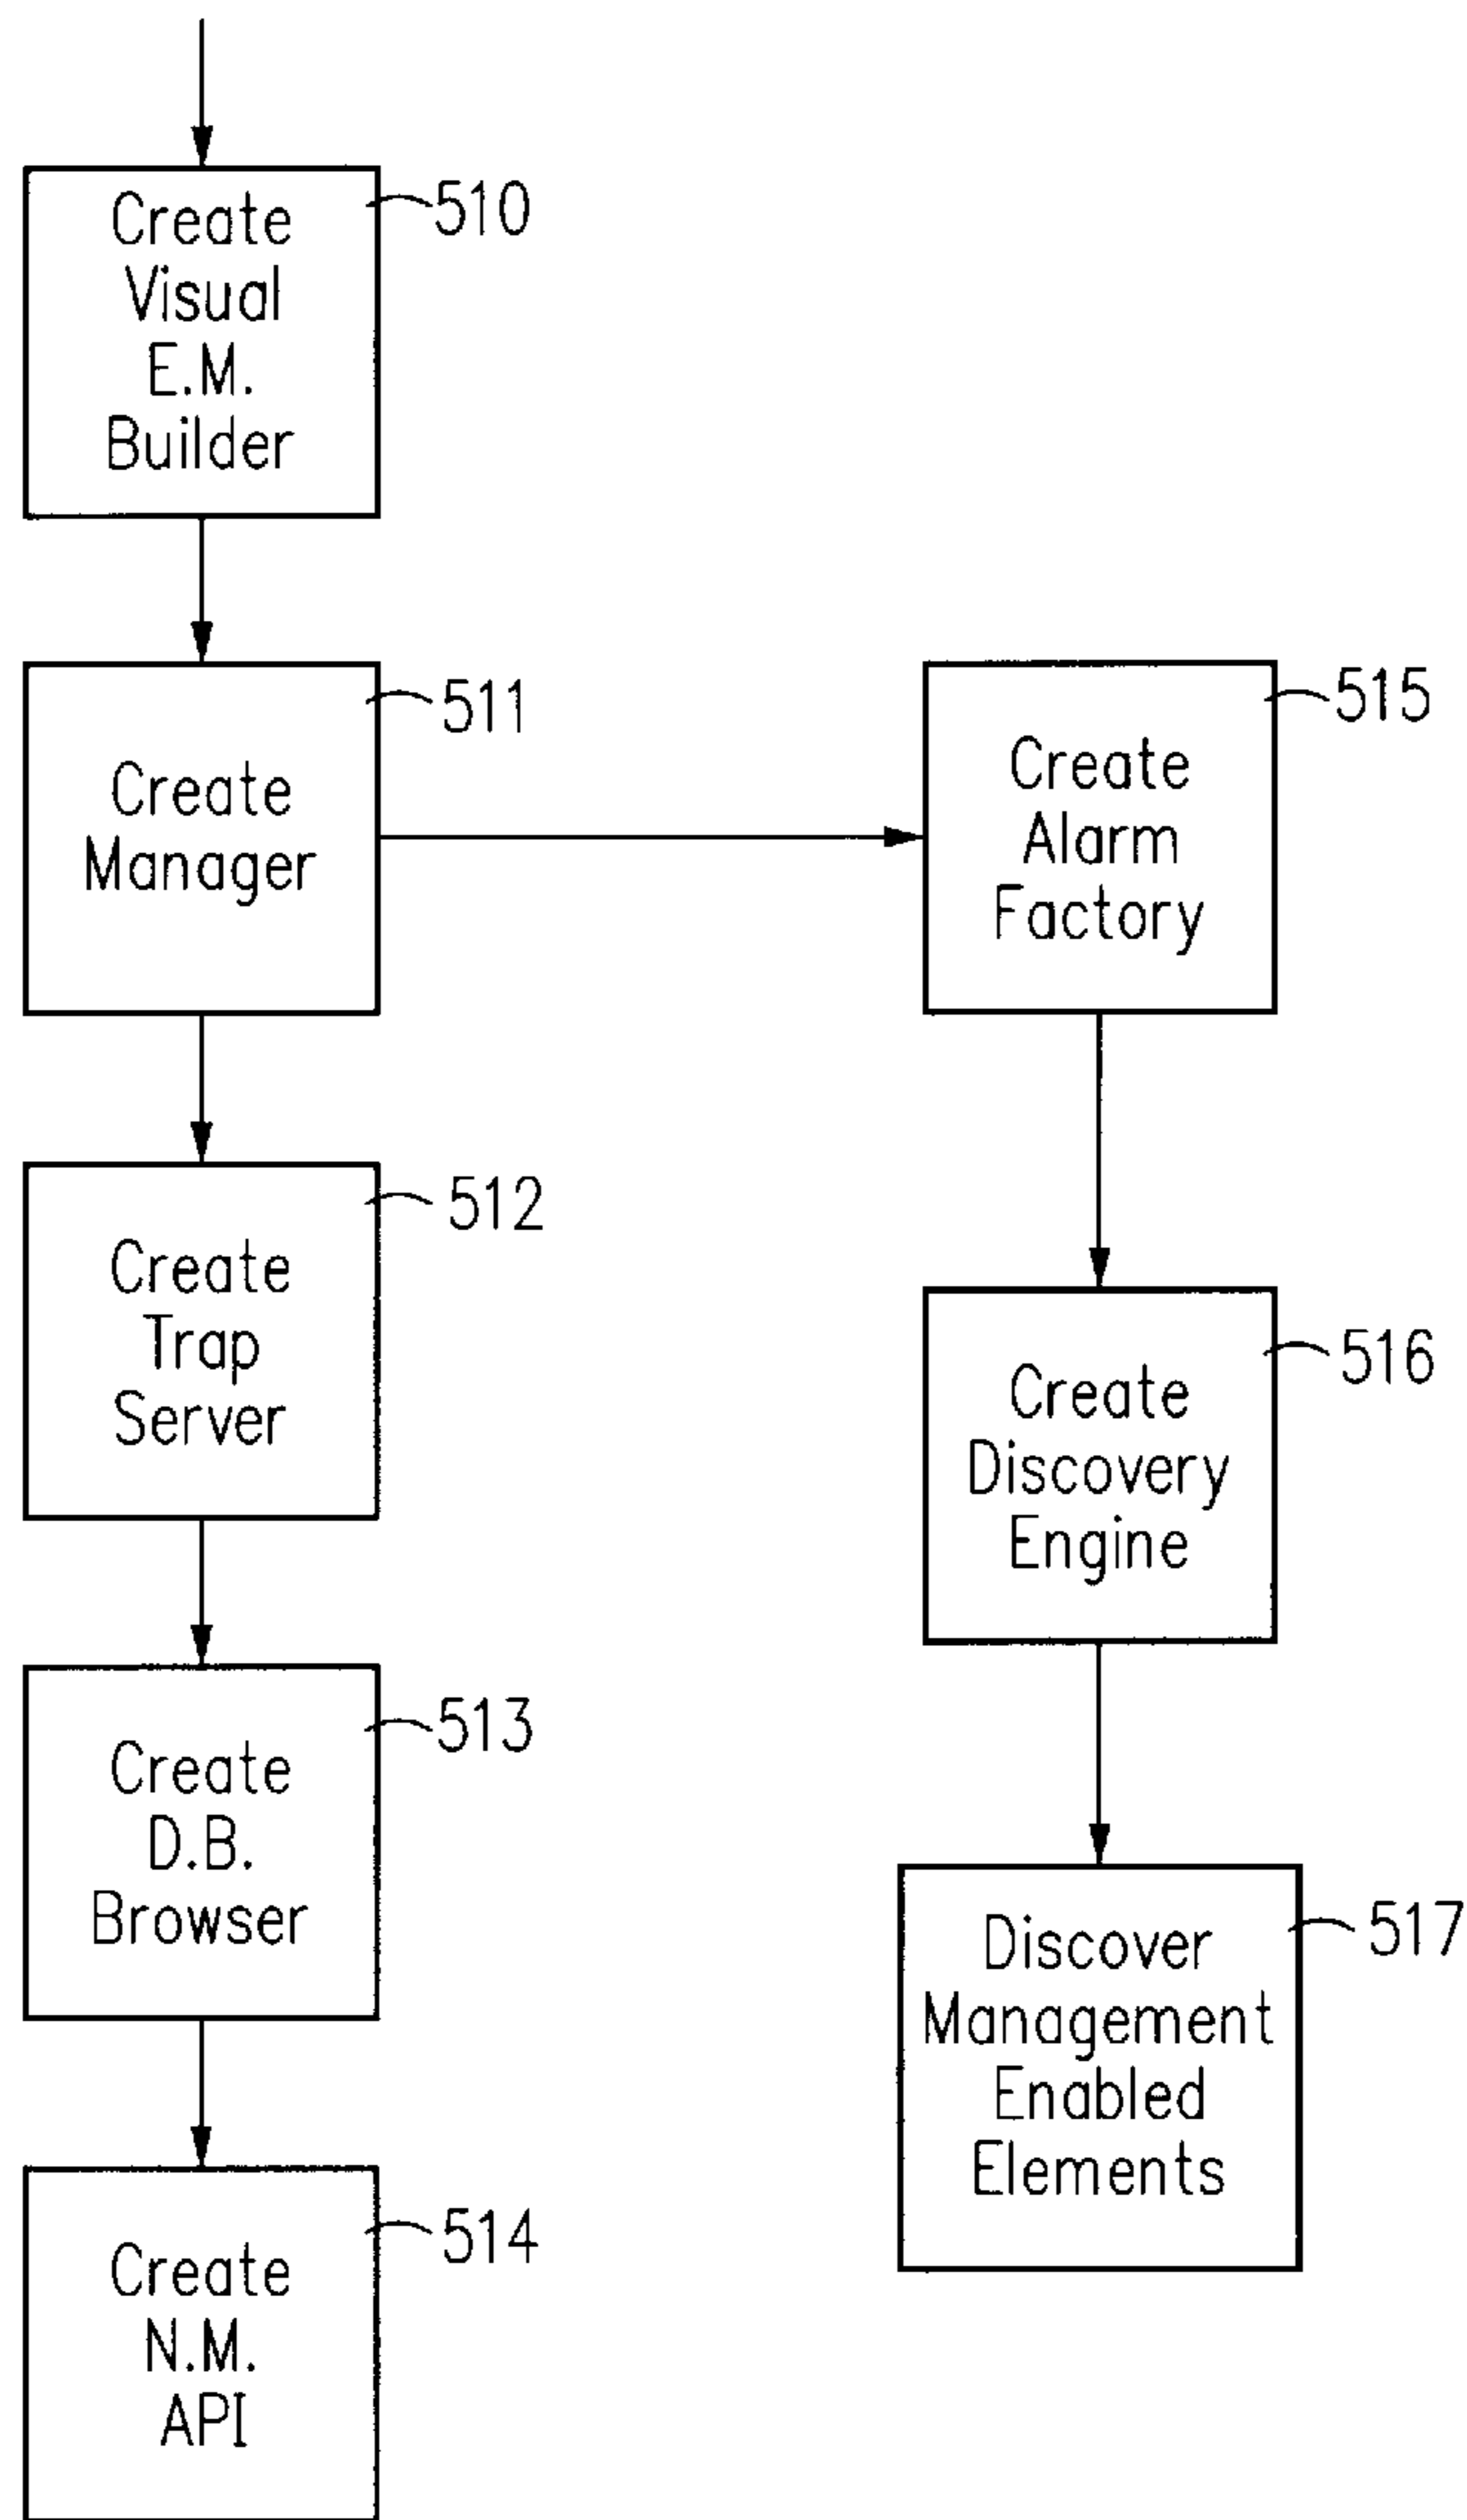 Create
Visual
E.M.
Builder
510
Create
Manager
511
Create
Trap
Server
512
Create
D.B.
Browser
513
Create
N.M.
API
514
Create
Alarm
Factory
515
Create
Discovery
Engine
516
Discover
Management
Enabled
Elements
517